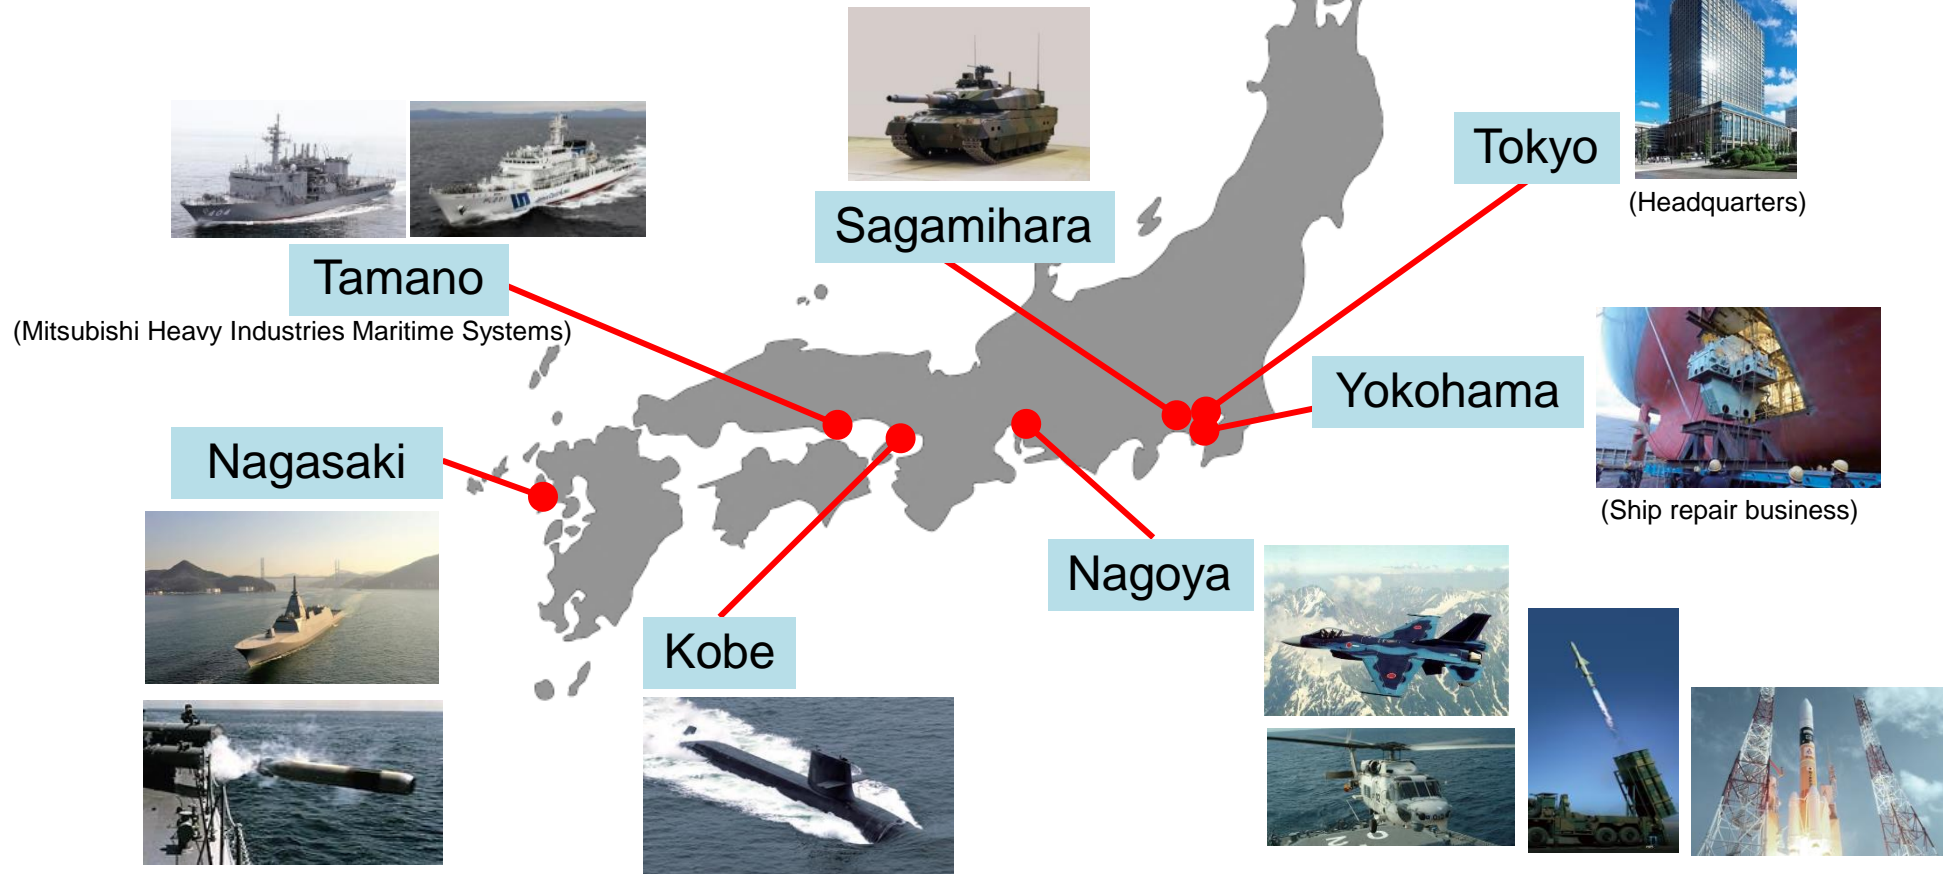 Tokyo
(Headquarters)
Sagamihara
Tamano
(Mitsubishi Heavy Industries Maritime Systems)
Yokohama
(Ship repair business)
Nagasaki
Nagoya
Kobe